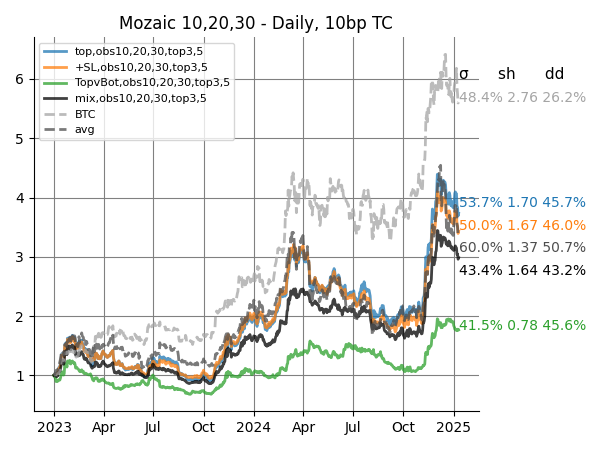 Mozaic 10,20,30 - Daily, 10bp TC
top,obs10,20,30,top3,5
+SL,obs10,20,30,top3,5
TopvBot,obs10,20,30,top3,5
mix,obs10,20,30,top3,5
BTC
avg
σ sh dd
48.4% 2.76 26.2%
53.7% 1.70 45.7%
50.0% 1.67 46.0%
60.0% 1.37 50.7%
43.4% 1.64 43.2%
41.5% 0.78 45.6%
6
5
4
3
2
1
2023 Apr Jul Oct 2024 Apr Jul Oct 2025